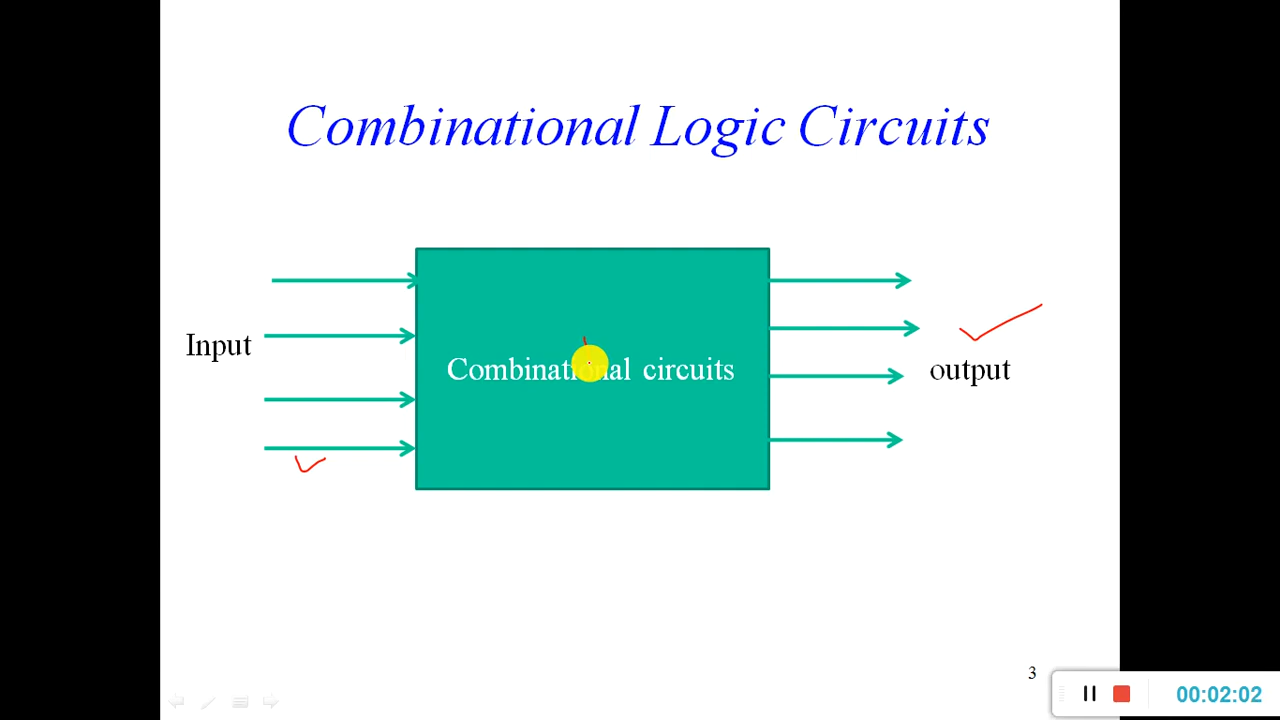 Combinational Logic Circuits
Input
Combinational circuits
output
3
00:02:02